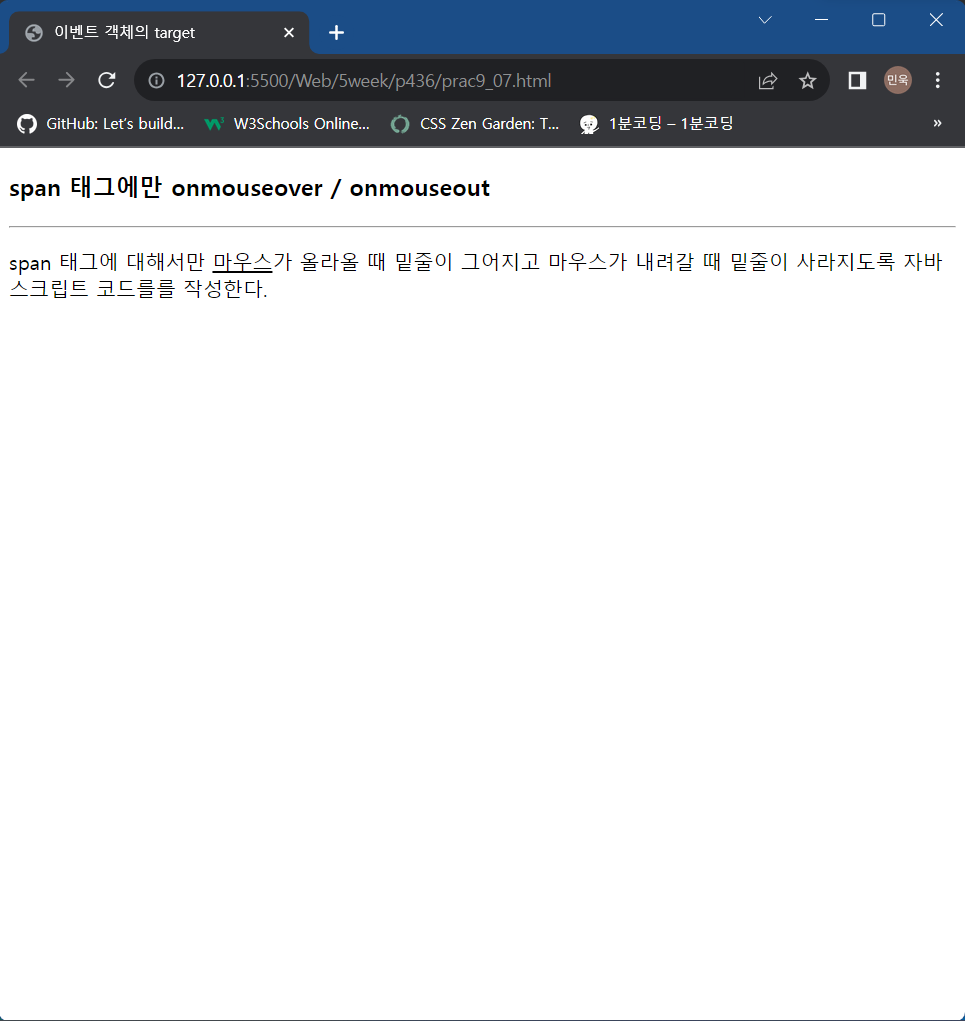 이벤트 객체의 target
127.0.0.1:5500/Web/5week/p436/prac9_07.html
민욱
GitHub: Let's build...
W3Schools Online...
CSS Zen Garden: T...
1분코딩 – 1분코딩
»
span 태그에만 onmouseover / onmouseout
span 태그에 대해서만 마우스가 올라올 때 밑줄이 그어지고 마우스가 내려갈 때 밑줄이 사라지도록 자바
스크립트 코드를를 작성한다.